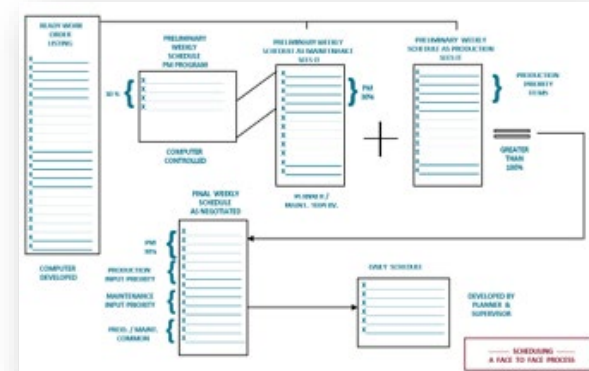 READY WORK
ORDER
LISTING
PRELIMINARY
WEEKLY
SCHEDULE
PM PROGRAM
PRELIMINARY WEEKLY
SCHEDULE AS MAINTENANCE
SEES IT
PRELIMINARY WEEKLY
SCHEDULE AS PRODUCTION
SEES IT
PM
PRODUCTION
PRIORITY
ITEMS
COMPUTER
CONTROLLED
PLANNER /
MAINT. SUPERV.
GREATER
THAN
100%
FINAL WEEKLY
SCHEDULE
AS NEGOTIATED
PM
PRODUCTION
INPUT PRIORITY
MAINTENANCE
INPUT PRIORITY
PROD. / MAINT.
COMMON
COMPUTER
DEVELOPED
DAILY SCHEDULE
DEVELOPED BY
PLANNER &
SUPERVISOR
SCHEDULING
A FACE TO FACE PROCESS